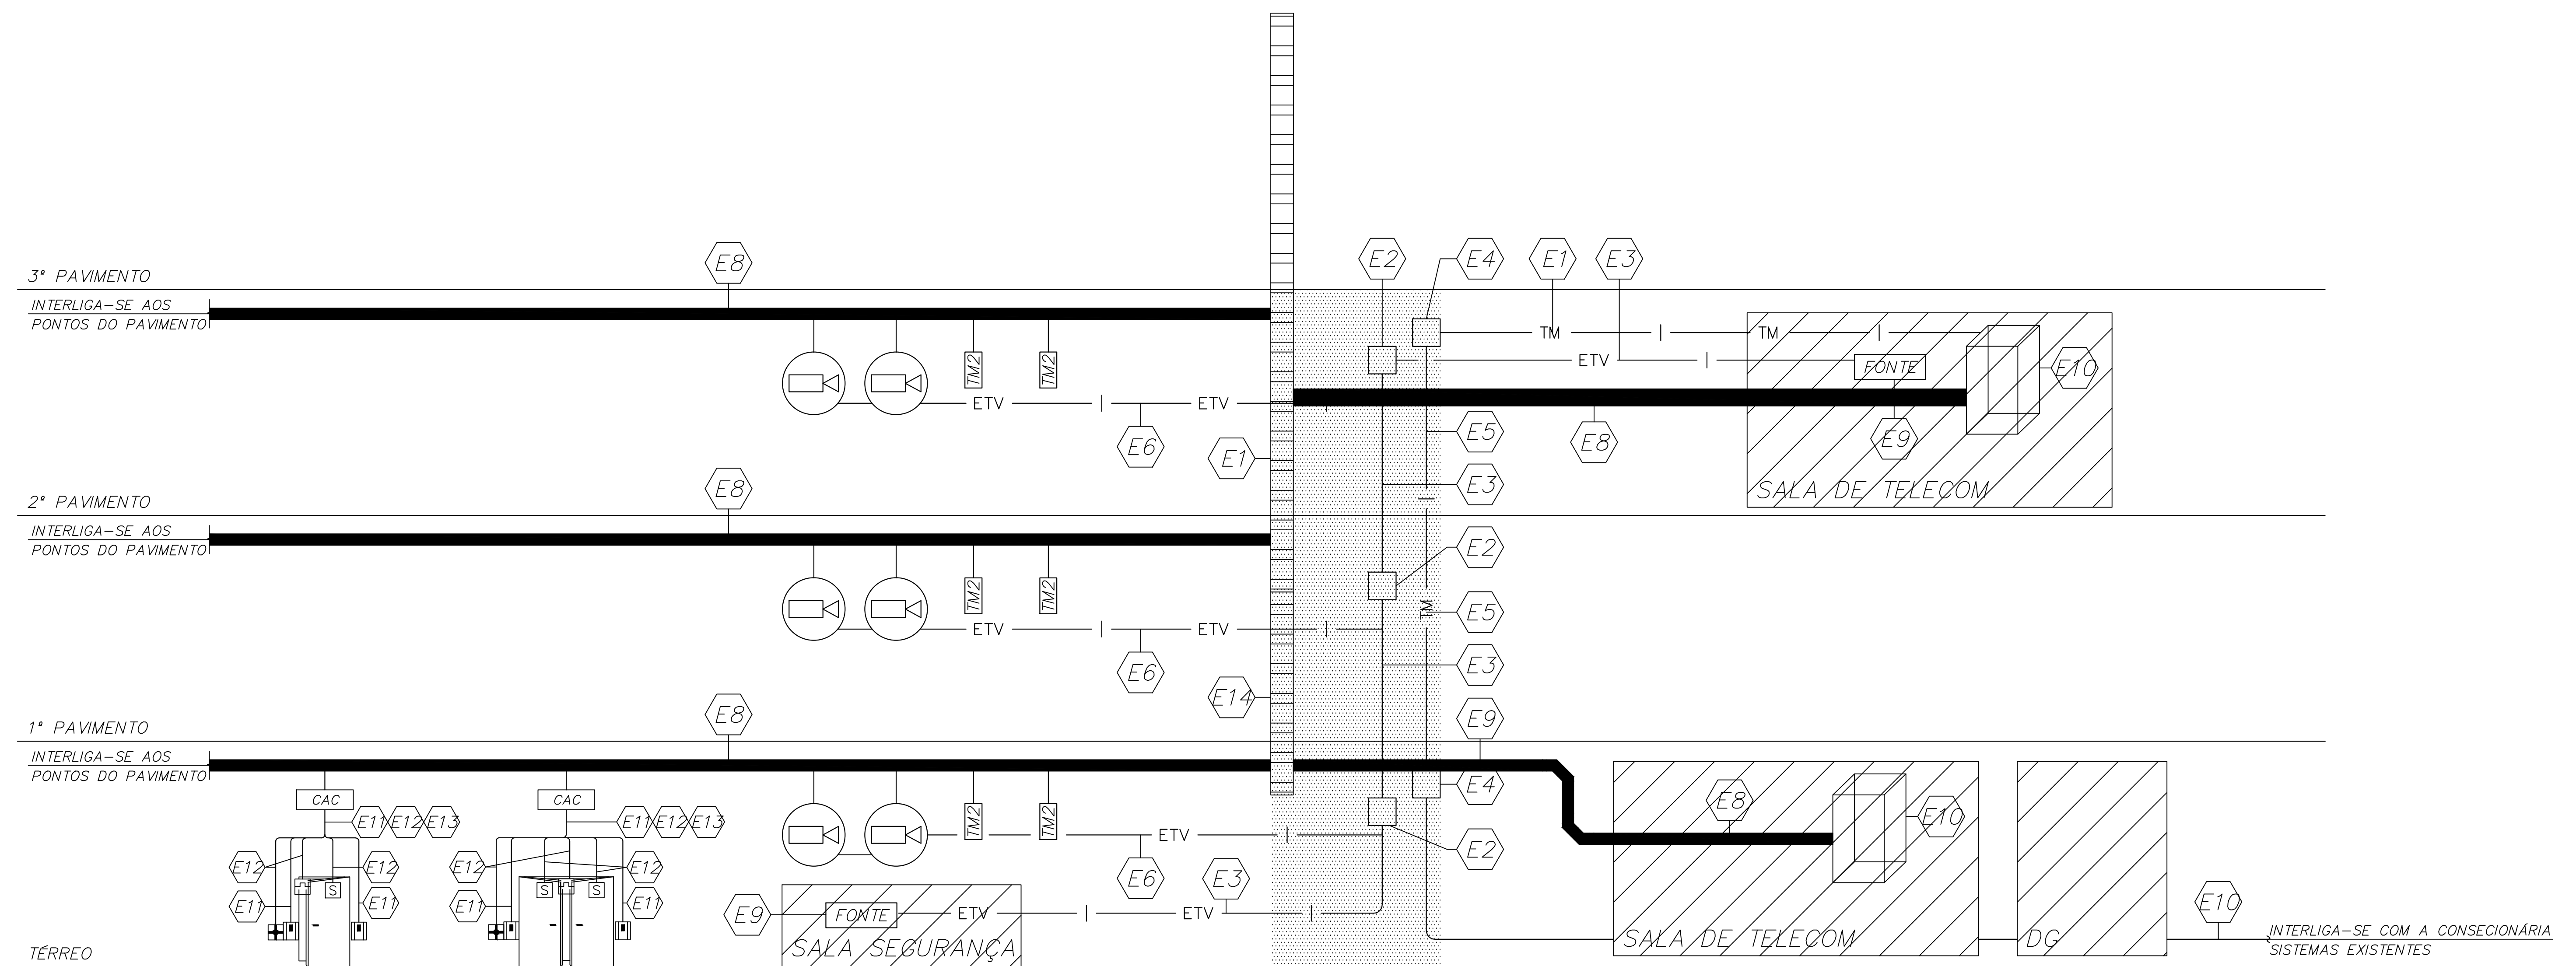 E2
E4
E1
E3
E8
3º PAVIMENTO
INTERLIGA-SE AOS
PONTOS DO PAVIMENTO
TM
TM
ETV
FONTE
E10
TM2
TM2
ETV
ETV
E6
E1
E5
E8
E9
E3
SALA DE TELECOM
E8
2º PAVIMENTO
INTERLIGA-SE AOS
PONTOS DO PAVIMENTO
E2
TM2
TM2
TM
E5
ETV
ETV
E6
E3
E14
E8
E9
1º PAVIMENTO
INTERLIGA-SE AOS
PONTOS DO PAVIMENTO
E4
CAC
CAC
E11 E12 E13
E11 E12 E13
TM2
TM2
ETV
E8
E10
E2
E12
E12
E12
E12
S
S
S
E11
E11
E11
E11
E6
E3
E9
FONTE
ETV
ETV
SALA SEGURANÇA
SALA DE TELECOM
DG
E10
INTERLIGA-SE COM A CONSECIONÁRIA
SISTEMAS EXISTENTES
TÉRREO